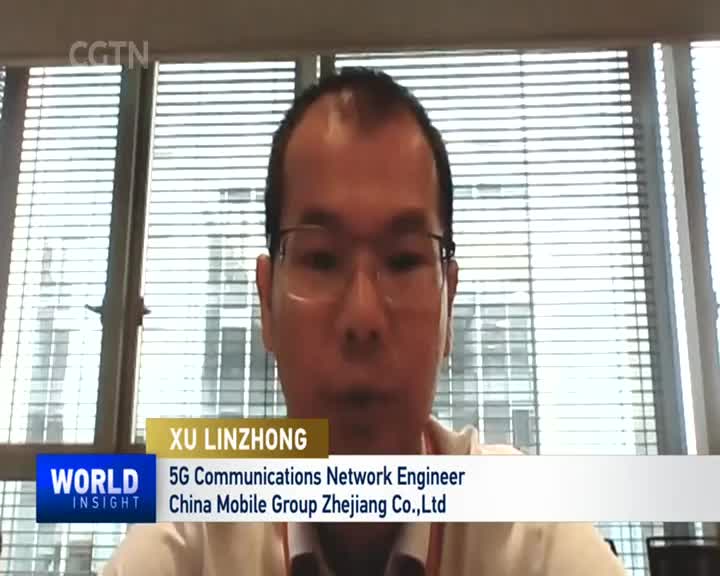 CGTN
XU LINZHONG
WORLD
INSIGHT
5G Communications Network Engineer
China Mobile Group Zhejiang Co.,Ltd